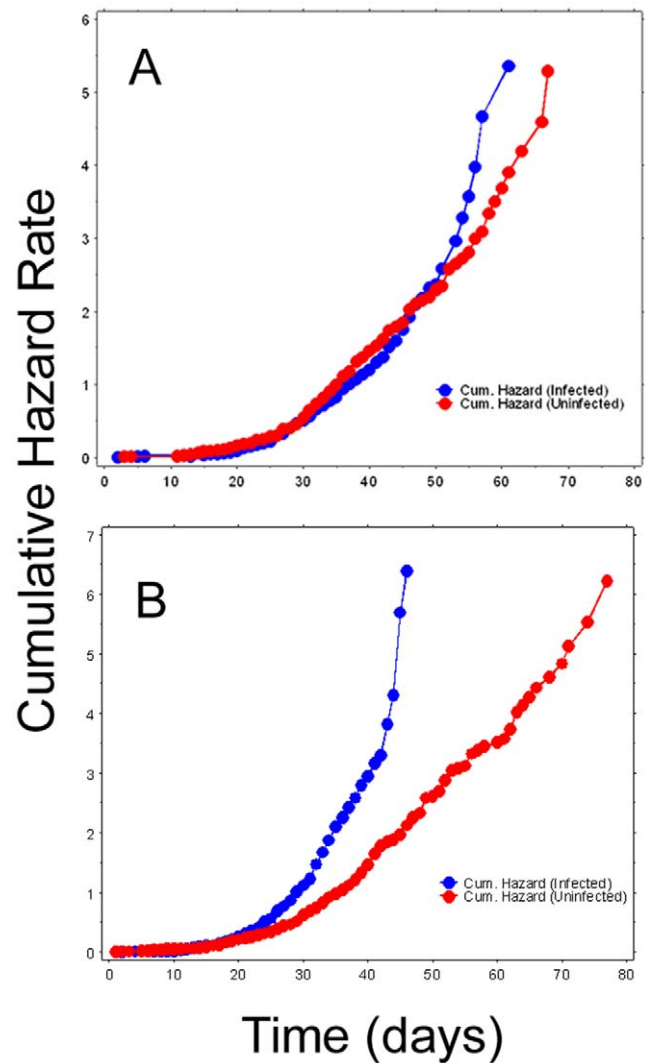 Cumulative Hazard Rate
A
6
5
4
3
2
1
0
Cum. Hazard (Infected)
Cum. Hazard (Uninfected)
0 10 20 30 40 50 60 70 80
B
7
6
5
4
3
2
1
0
Cum. Hazard (Infected)
Cum. Hazard (Uninfected)
0 10 20 30 40 50 60 70 80
Time (days)